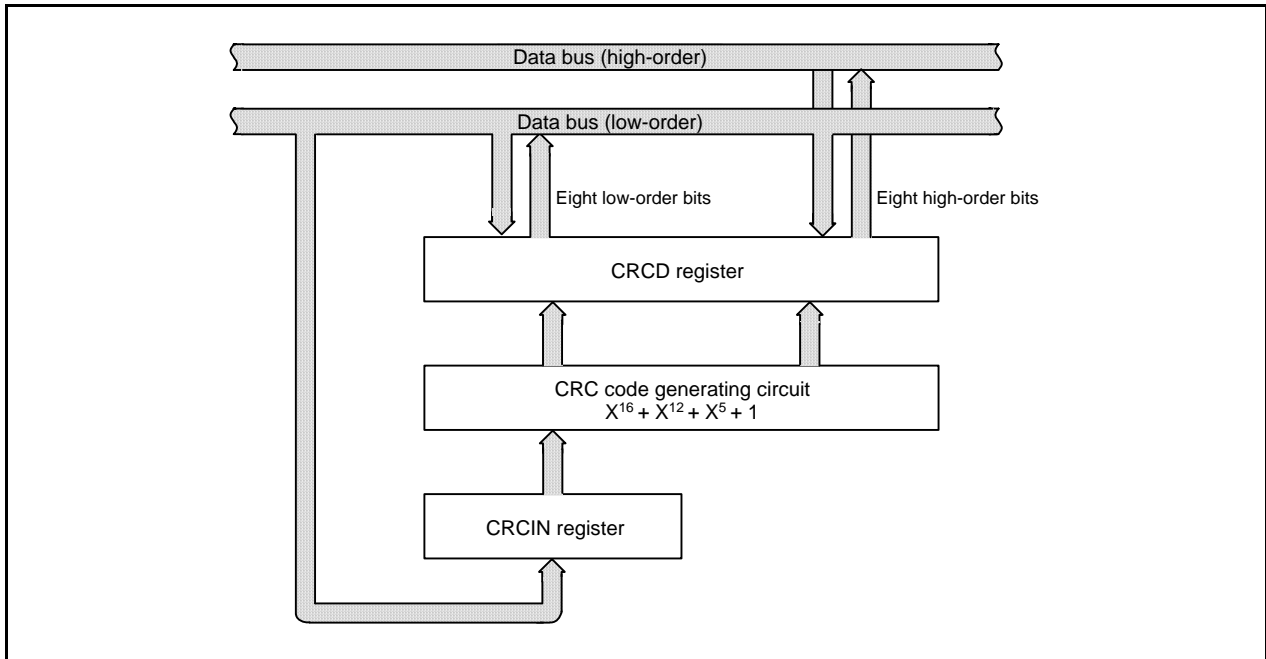 Data bus (high-order)
Data bus (low-order)
Eight low-order bits
Eight high-order bits
CRCD register
CRC code generating circuit
X¹⁶ + X¹² + X⁵ + 1
CRCIN register